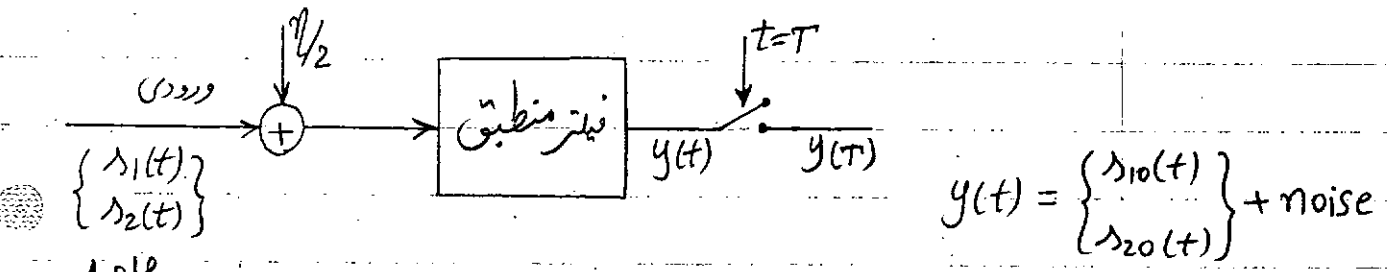 η/2
t=T
ورودی
+
فیلتر منطبق
y(t)
y(T)
{ s1(t)
s2(t) }
y(t) = { s10(t)
s20(t) } + noise